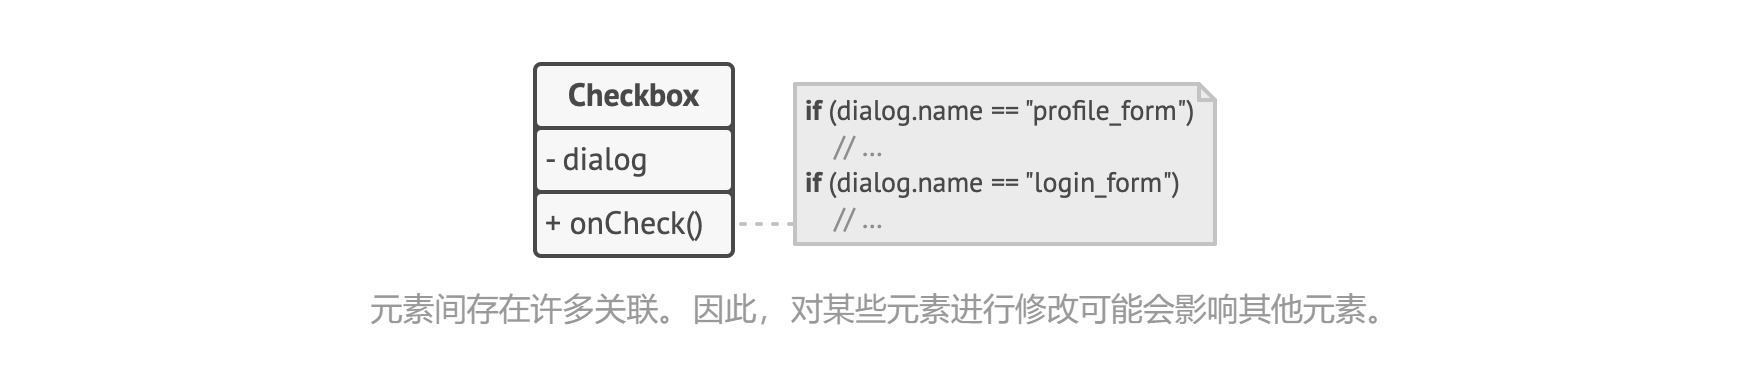 Checkbox
- dialog
+ onCheck()
if (dialog.name == "profile_form")
// ...
if (dialog.name == "login_form")
// ...
元素间存在许多关联。因此，对某些元素进行修改可能会影响其他元素。